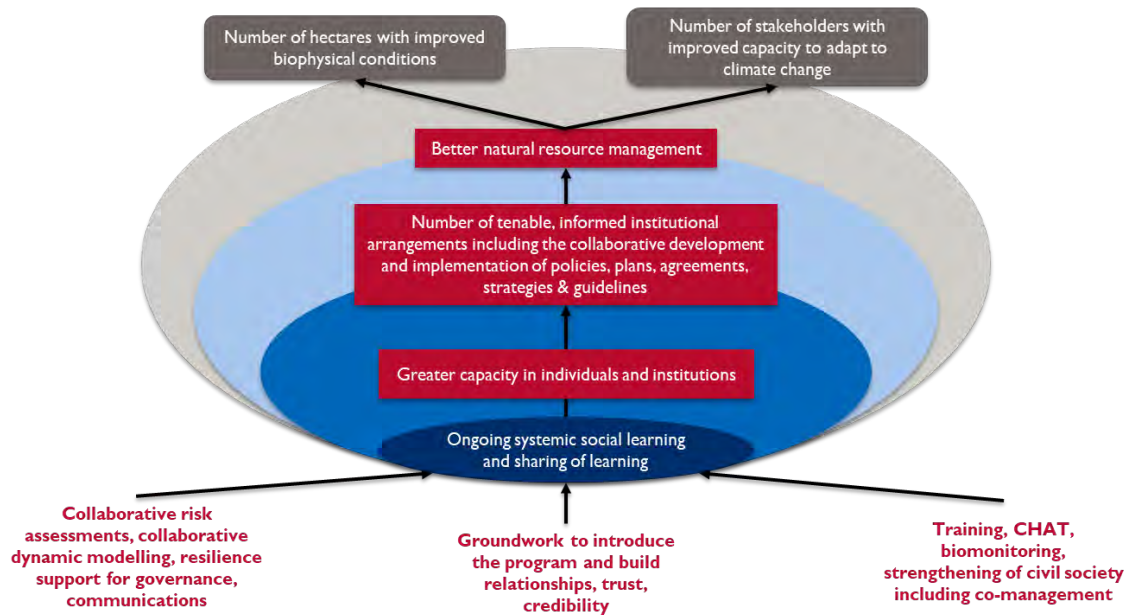 Number of hectares with improved
biophysical conditions
Number of stakeholders with
improved capacity to adapt to
climate change
Better natural resource management
Number of tenable, informed institutional
arrangements including the collaborative development
and implementation of policies, plans, agreements,
strategies & guidelines
Greater capacity in individuals and institutions
Ongoing systemic social learning
and sharing of learning
Collaborative risk
assessments, collaborative
dynamic modelling, resilience
support for governance,
communications
Groundwork to introduce
the program and build
relationships, trust,
credibility
Training, CHAT,
biomonitoring,
strengthening of civil society
including co-management